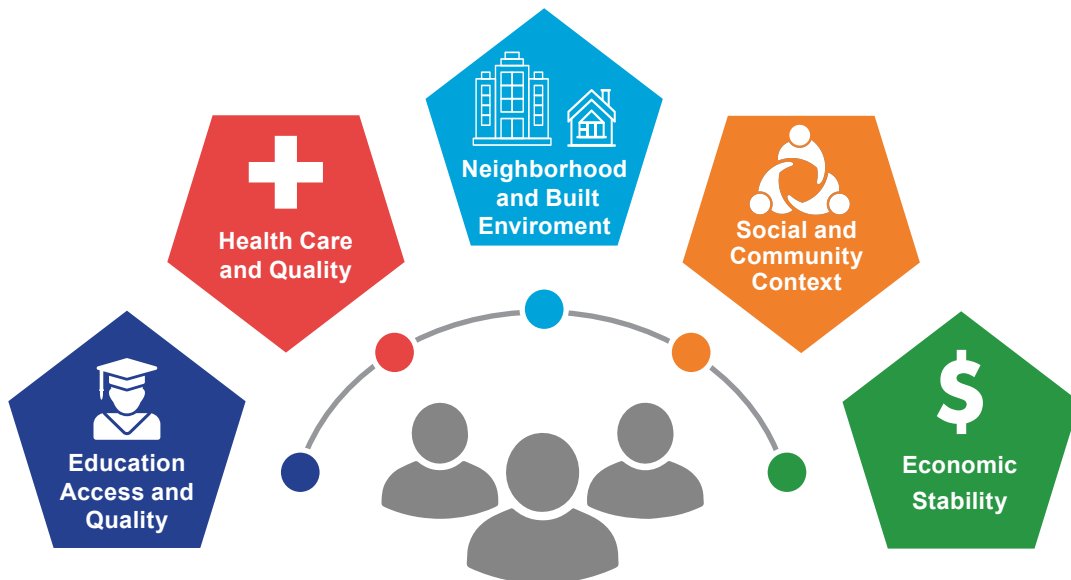 Neighborhood
and Built
Enviroment
Health Care
and Quality
Social and
Community
Context
Education
Access and
Quality
$
Economic
Stability